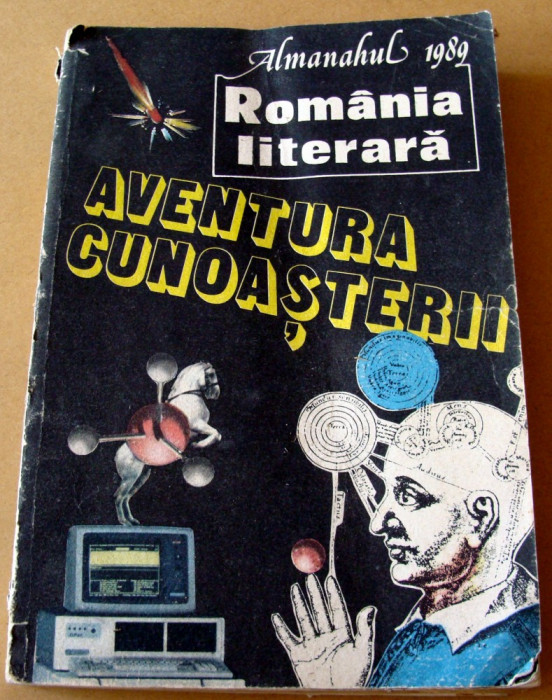 Almanahul 1989
România
literară
AVENTURA
CUNOAȘTERII